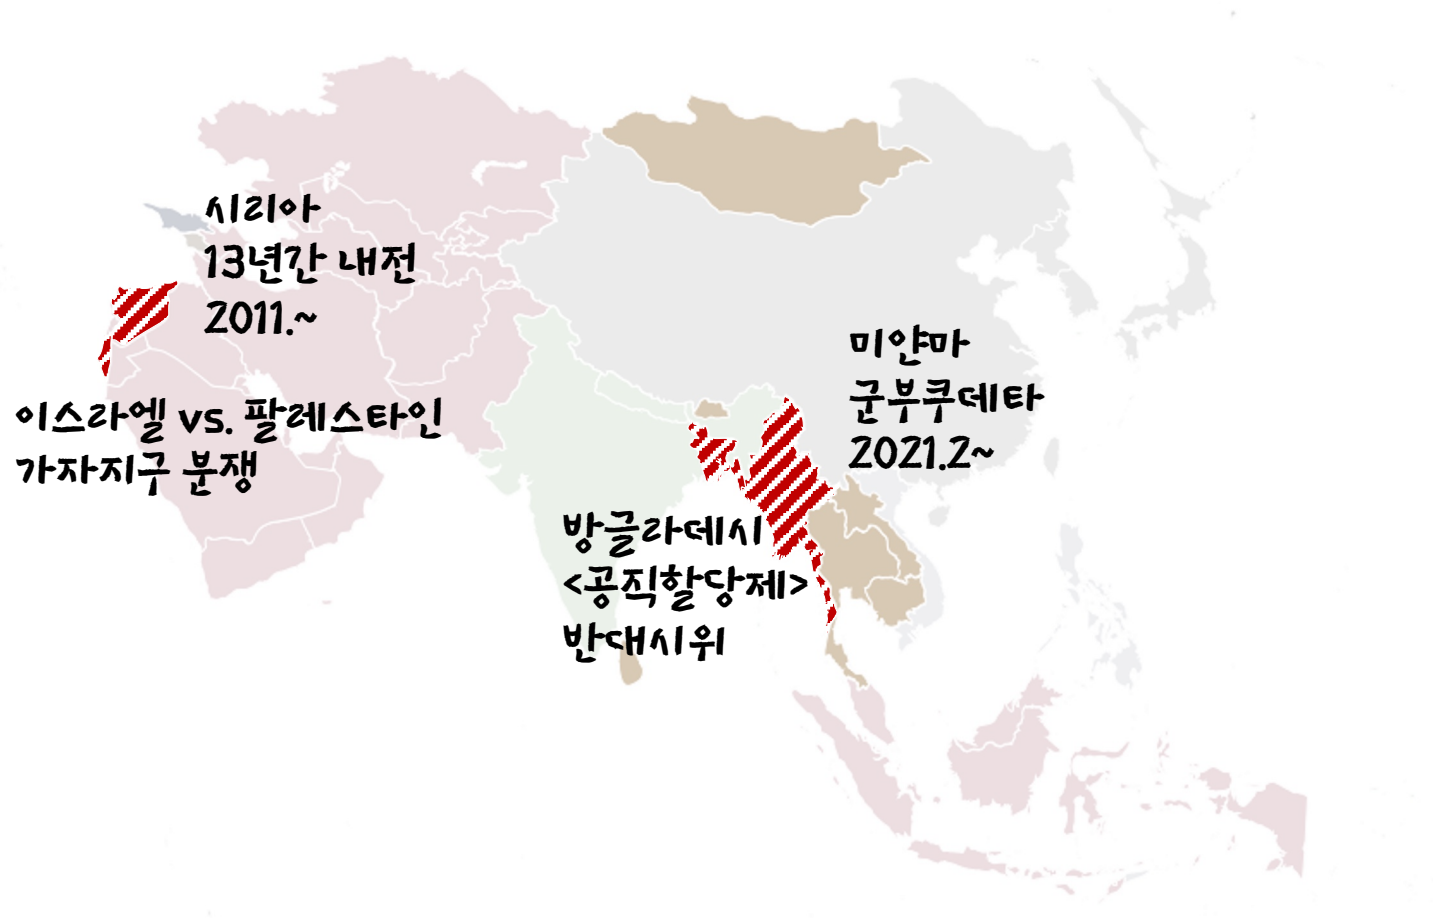 시리아
13년간 내전
2011.~
이스라엘 vs. 팔레스타인
가자지구 분쟁
미얀마
군부쿠데타
2021.2~
방글라데시
<공직할당제>
반대시위